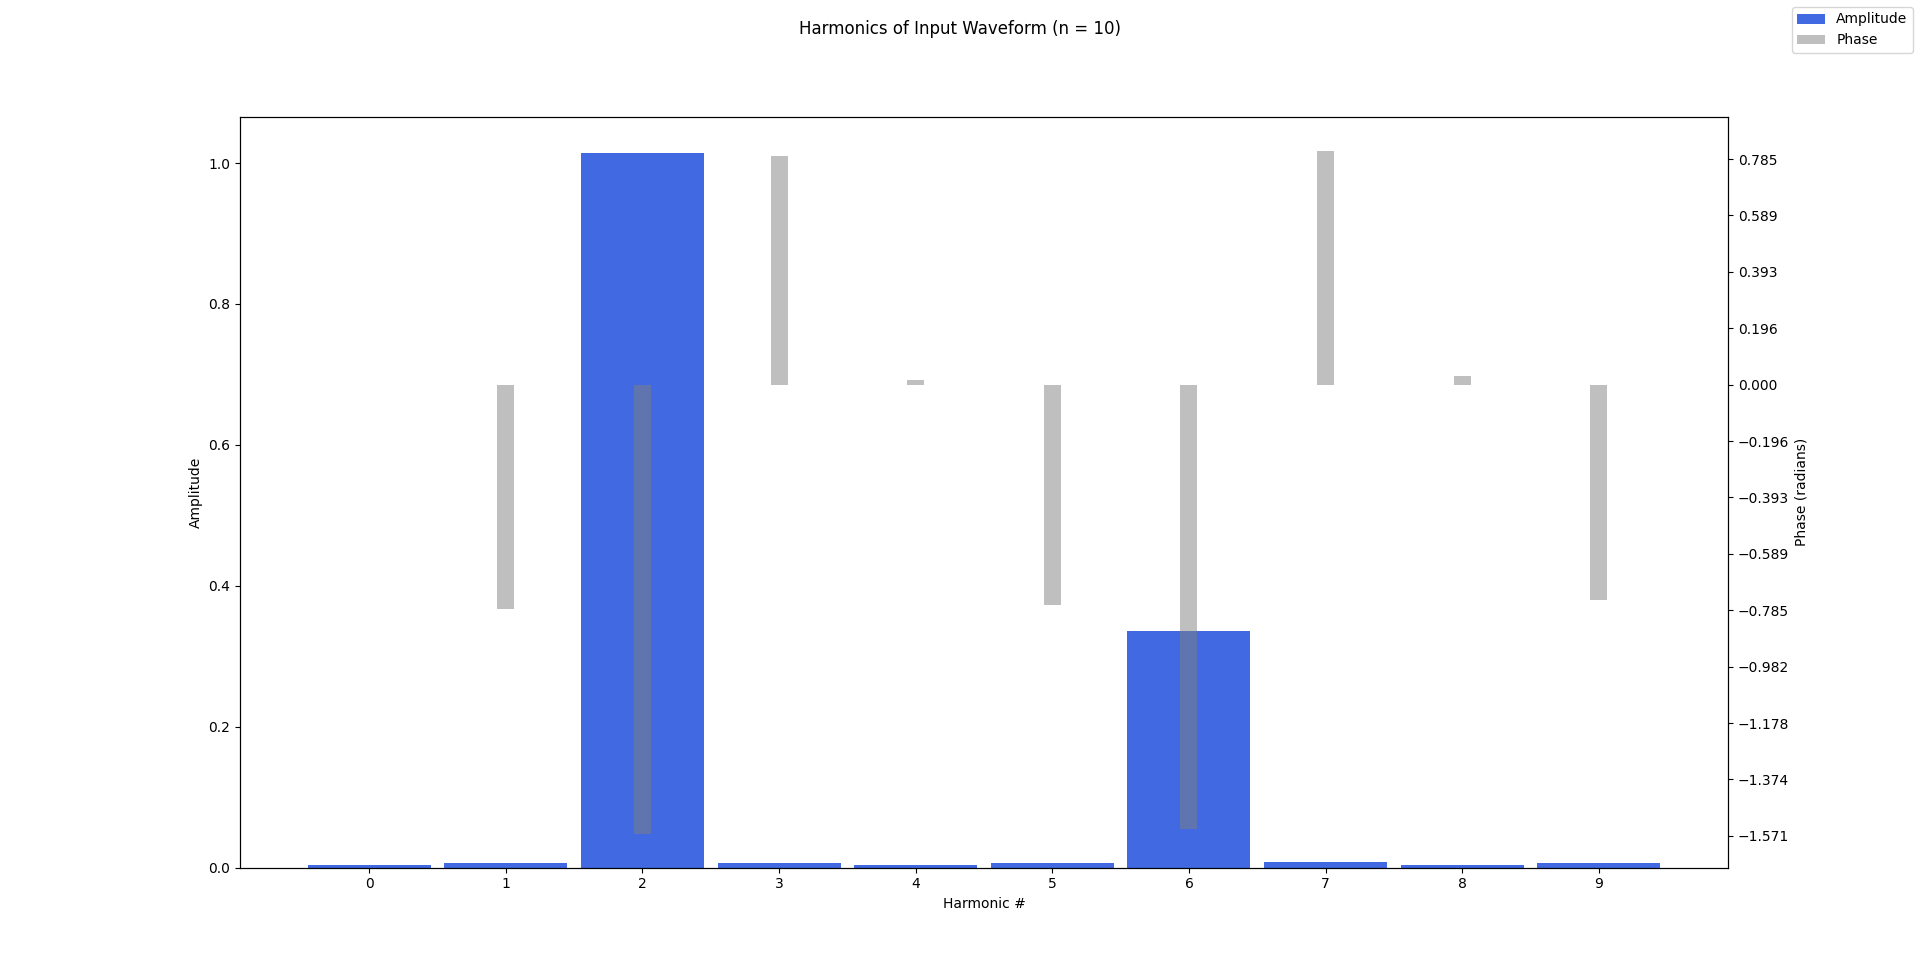 Harmonics of Input Waveform (n = 10)
Amplitude
Phase
1.0
0.8
0.6
0.4
0.2
0.0
Amplitude
0.785
0.589
0.393
0.196
0.000
−0.196
−0.393
−0.589
−0.785
−0.982
−1.178
−1.374
−1.571
Phase (radians)
0 1 2 3 4 5 6 7 8 9
Harmonic #